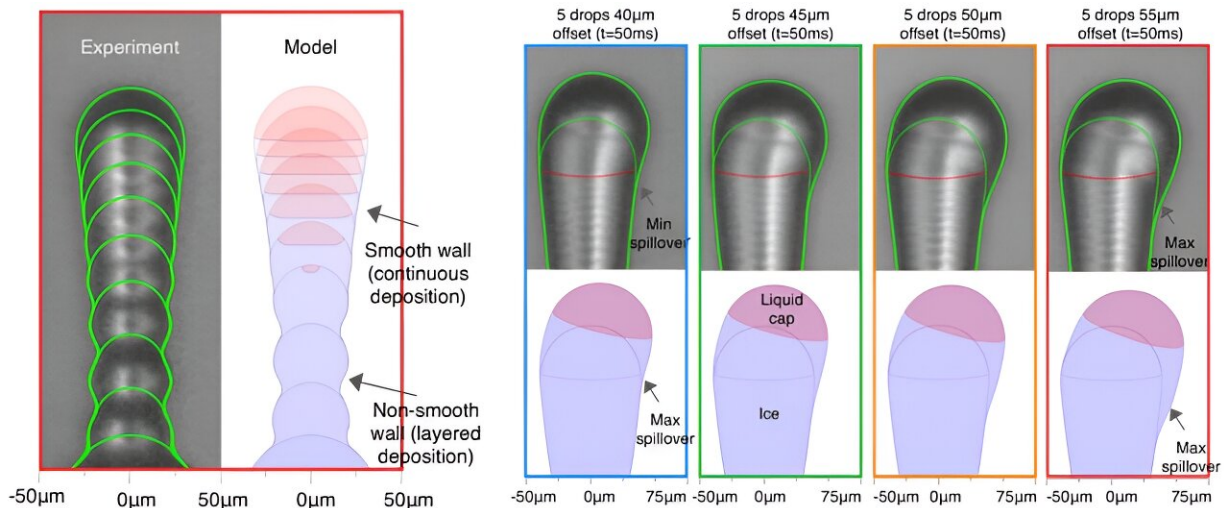 Experiment
Model
Smooth wall
(continuous
deposition)
Non-smooth
wall (layered
deposition)
-50µm
0µm
50µm
0µm
50µm
5 drops 40µm
offset (t=50ms)
5 drops 45µm
offset (t=50ms)
5 drops 50µm
offset (t=50ms)
5 drops 55µm
offset (t=50ms)
Min
spillover
Max
spillover
Liquid
cap
Ice
Max
spillover
Max
spillover
-50µm
0µm
75µm
-50µm
0µm
75µm
-50µm
0µm
75µm
-50µm
0µm
75µm